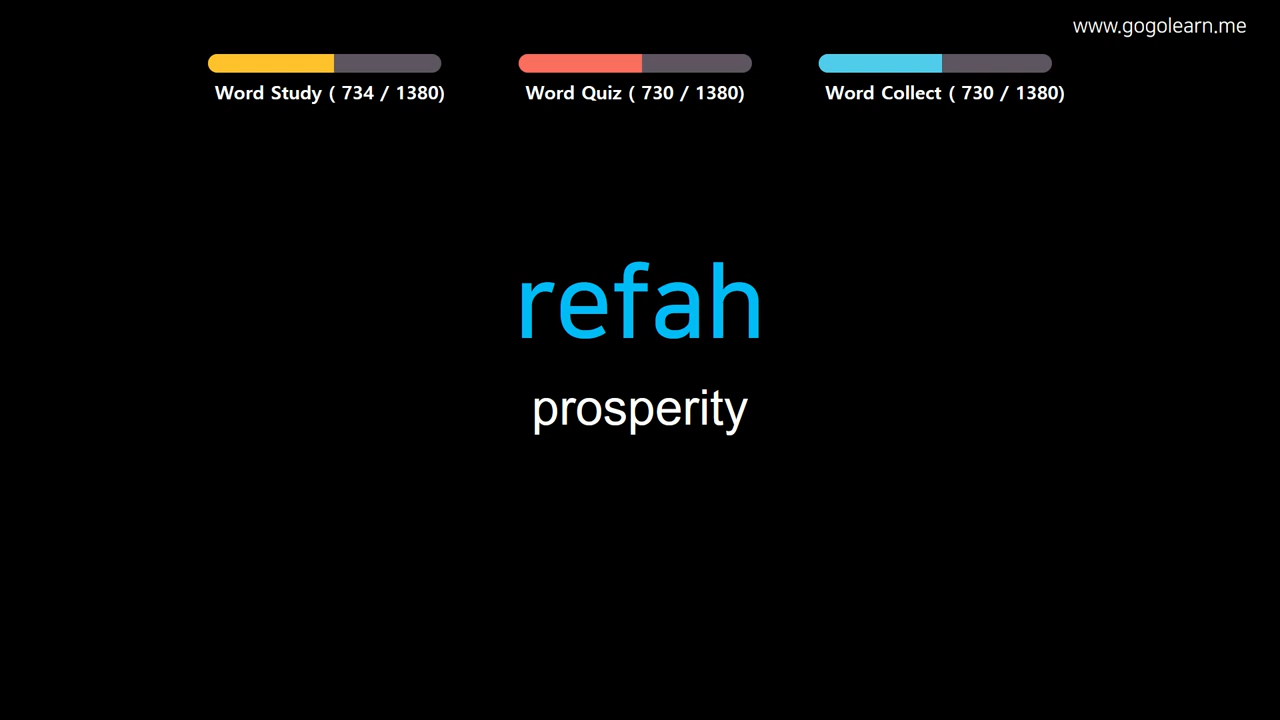 www.gogolearn.me
Word Study ( 734 / 1380)
Word Quiz ( 730 / 1380)
Word Collect ( 730 / 1380)
refah
prosperity